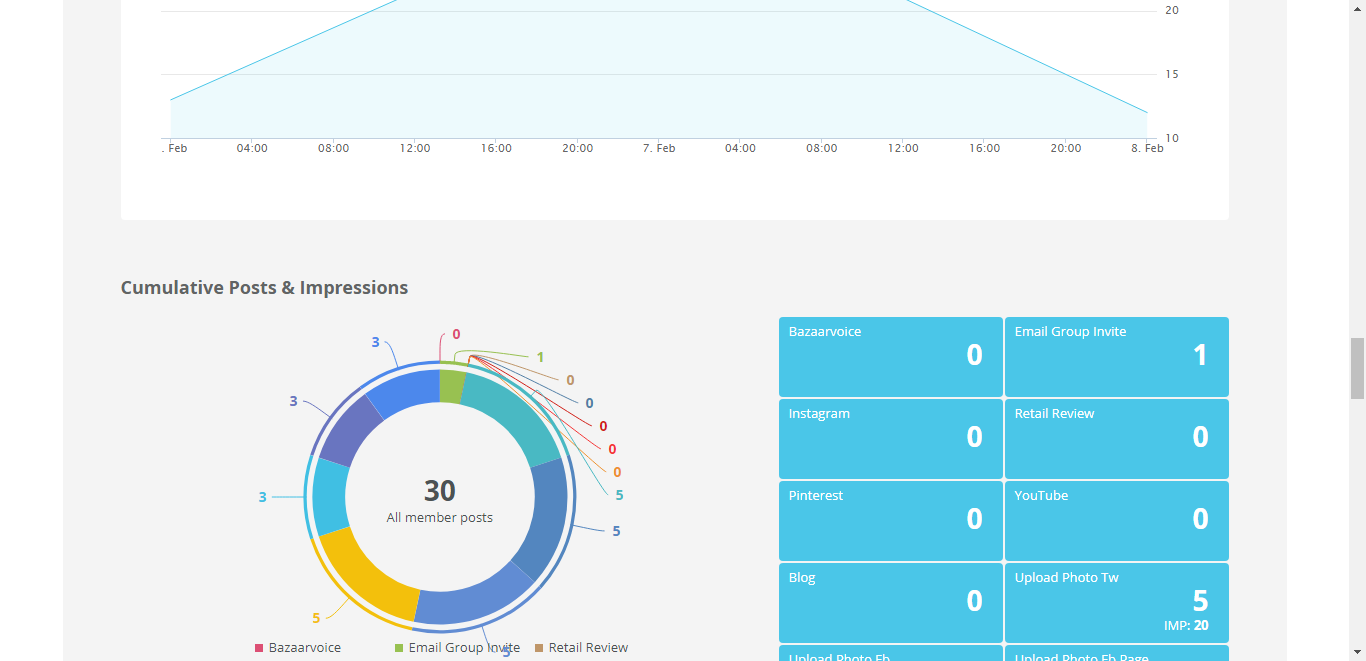 20
15
10
. Feb 04:00 08:00 12:00 16:00 20:00 7. Feb 04:00 08:00 12:00 16:00 20:00 8. Feb
Cumulative Posts & Impressions
0
3
1
0
0
3
0
0
0
3
5
5
5
5
30
All member posts
Bazaarvoice Email Group Invite Retail Review
Bazaarvoice
0
Email Group Invite
1
Instagram
0
Retail Review
0
Pinterest
0
YouTube
0
Blog
0
Upload Photo Tw
5
IMP: 20
Upload Photo Fb
Upload Photo Fb Page